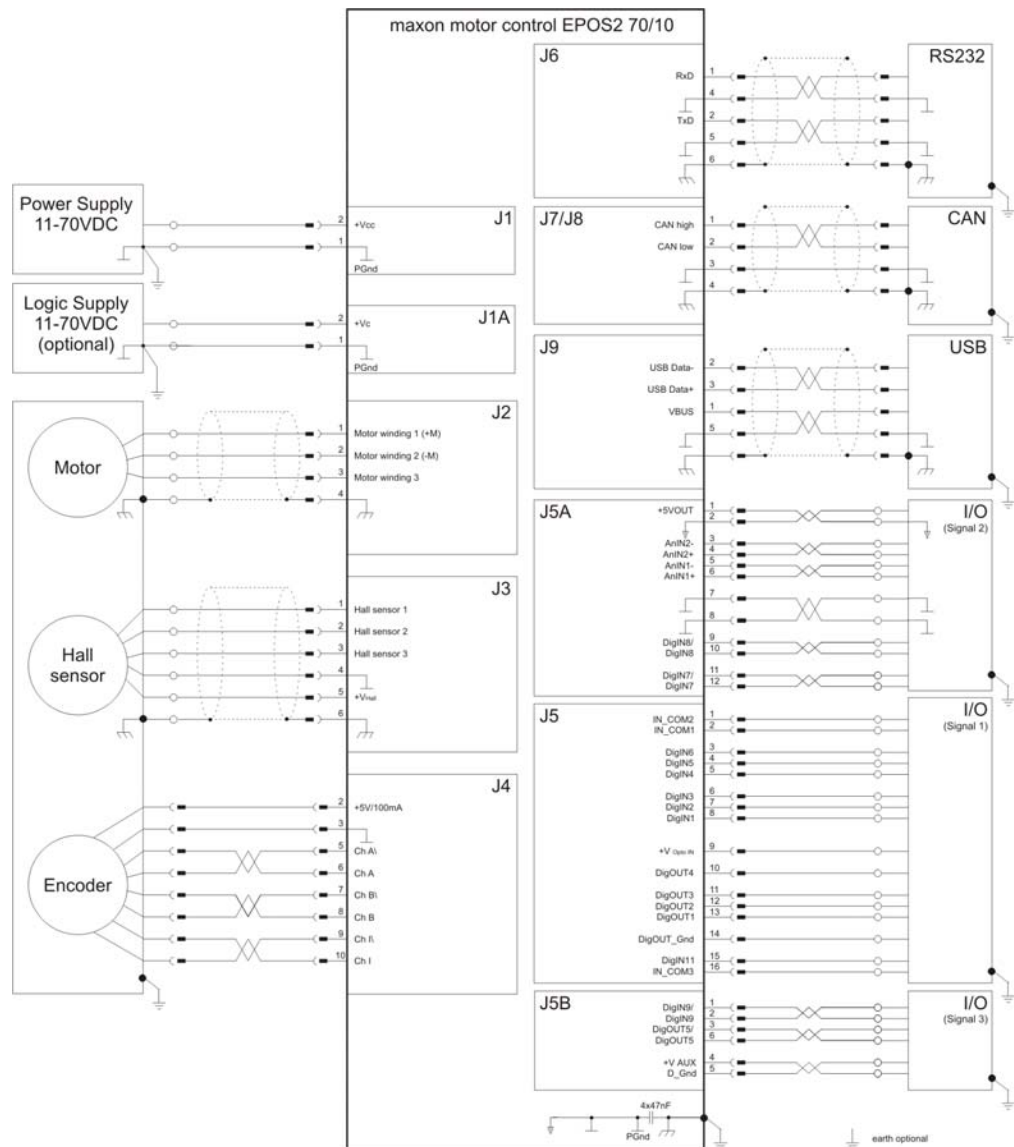 maxon motor control EPOS2 70/10
Power Supply
11-70VDC
J1
2
+Vcc
1
PGnd
Logic Supply
11-70VDC
(optional)
J1A
2
+Vc
1
PGnd
Motor
J2
1
Motor winding 1 (+M)
2
Motor winding 2 (-M)
3
Motor winding 3
4
Hall
sensor
J3
1
Hall sensor 1
2
Hall sensor 2
3
Hall sensor 3
4
5
+VHall
6
Encoder
J4
2
+5V/100mA
3
5
Ch A\
6
Ch A
7
Ch B\
8
Ch B
9
Ch I\
10
Ch I
J6
RS232
RxD
1
4
TxD
2
5
6
J7/J8
CAN
CAN high
1
CAN low
2
3
4
J9
USB
USB Data-
2
USB Data+
3
VBUS
1
5
J5A
I/O
(Signal 2)
+5VOUT
1
2
AnIN2-
3
AnIN2+
4
AnIN1-
5
AnIN1+
6
7
8
DigIN8/
9
DigIN8
10
DigIN7/
11
DigIN7
12
J5
I/O
(Signal 1)
IN_COM2
1
IN_COM1
2
DigIN6
3
DigIN5
4
DigIN4
5
DigIN3
6
DigIN2
7
DigIN1
8
+V Opto IN
9
DigOUT4
10
DigOUT3
11
DigOUT2
12
DigOUT1
13
DigOUT_Gnd
14
DigIN11
15
IN_COM3
16
J5B
I/O
(Signal 3)
DigIN9/
1
DigIN9
2
DigOUT5/
3
DigOUT5
6
+V AUX
4
D_Gnd
5
4x47nF
PGnd
earth optional